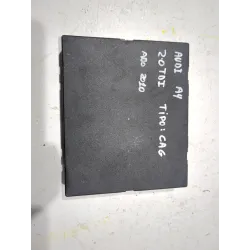 AUDI A4
2.0TDI
TIPO: CAG
AÑO 2010